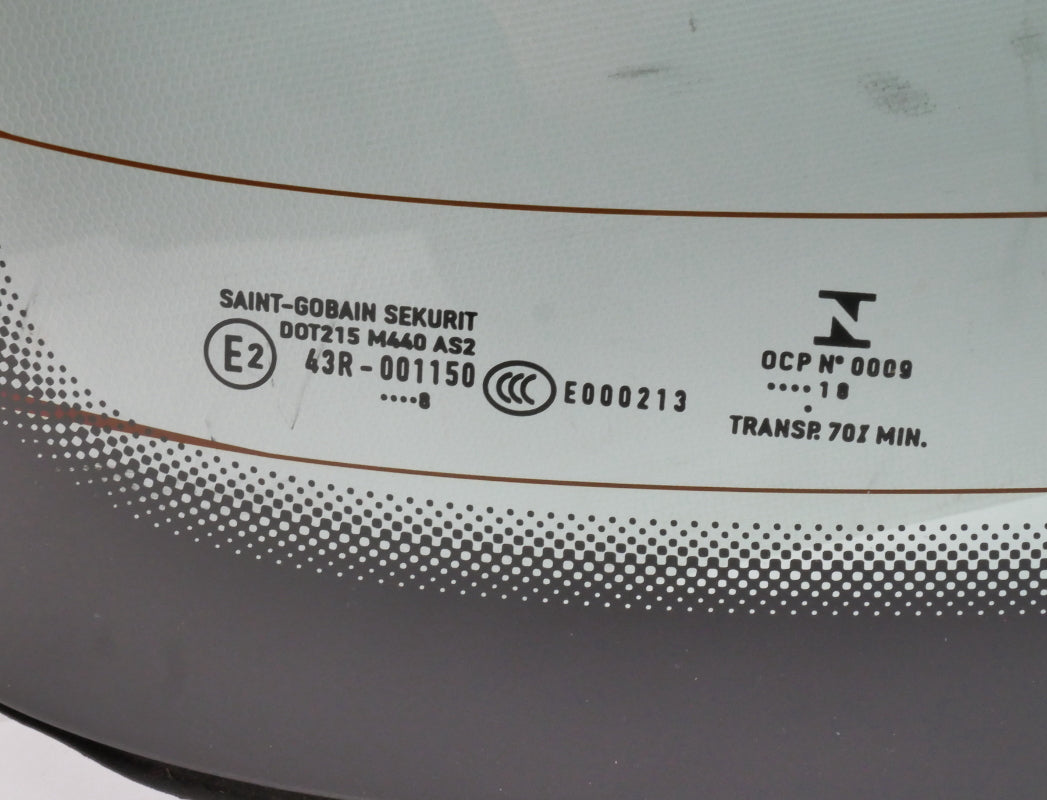 SAINT-GOBAIN SEKURIT
DOT215 M440 AS2
E2
43R-001150
••••8
CCC E000213
OCP N° 0009
••••18
•
TRANSP. 70% MIN.